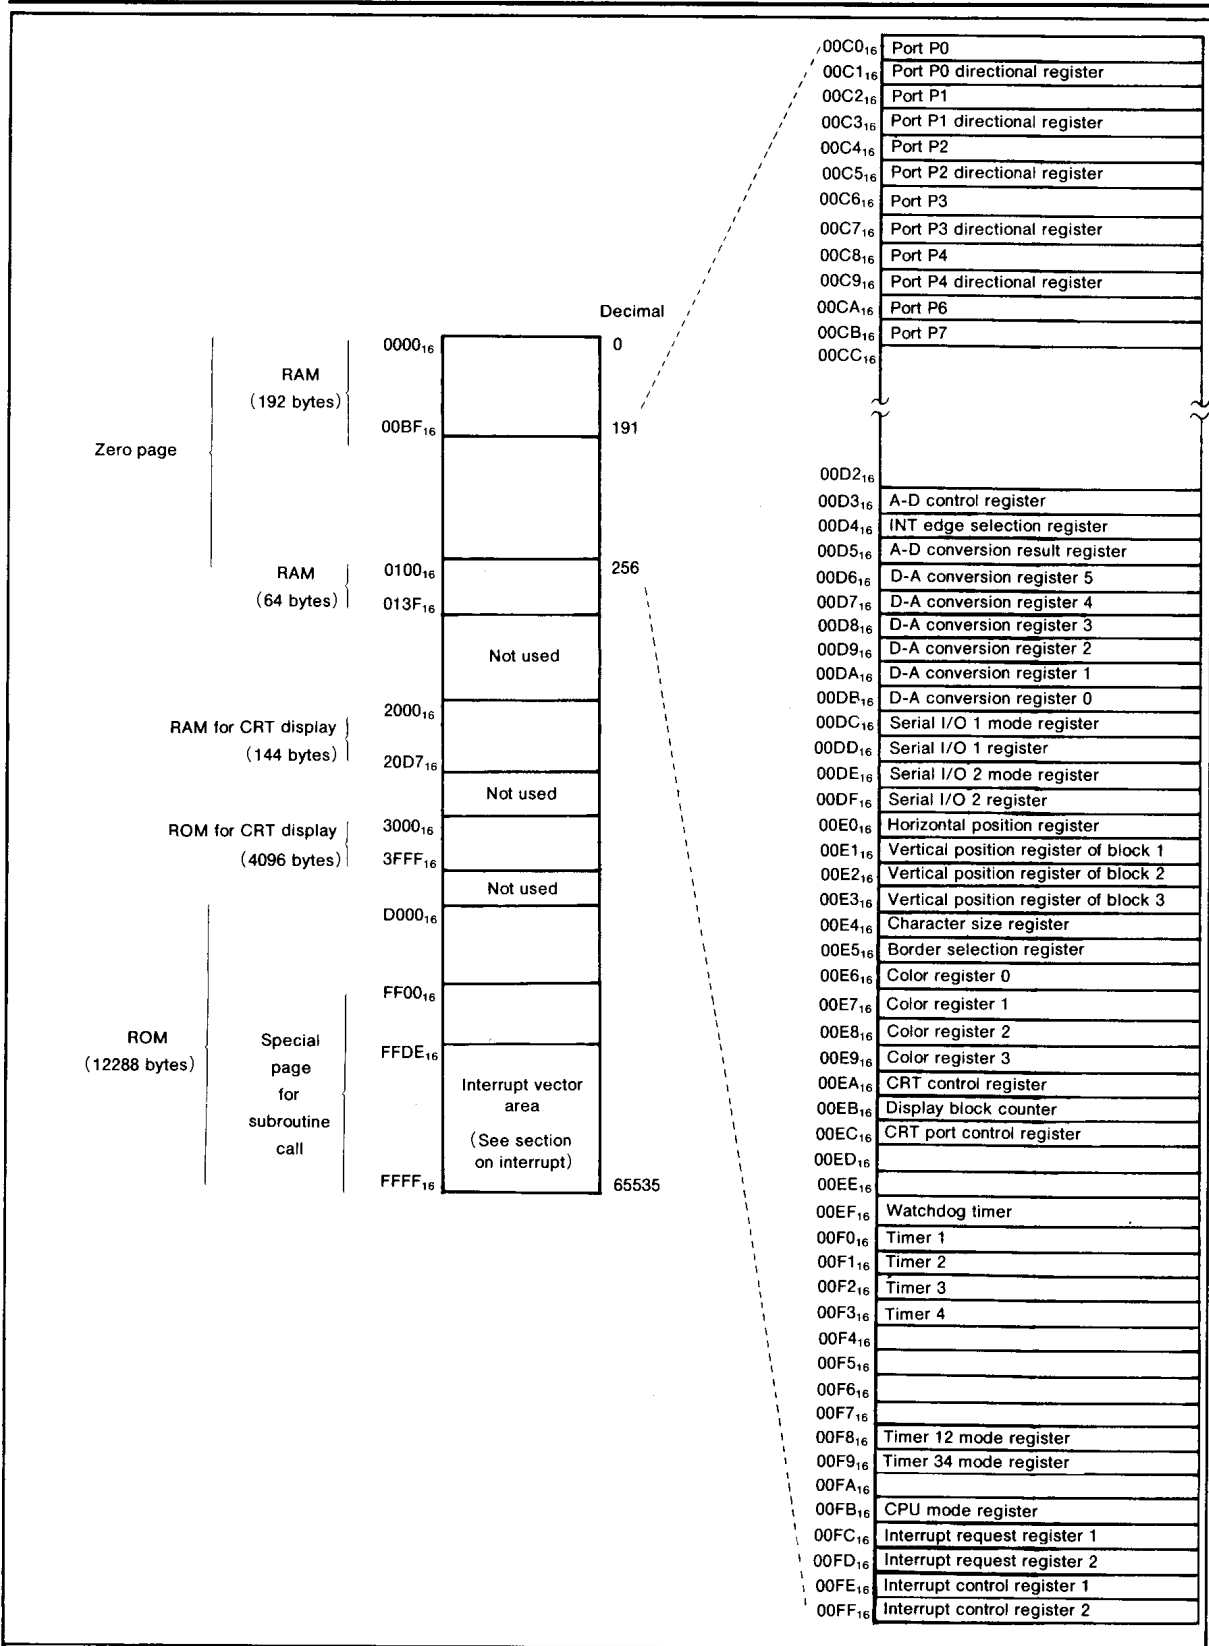 Decimal
0000₁₆ 0
RAM
(192 bytes)
00BF₁₆ 191
Zero page
0100₁₆ 256
RAM
(64 bytes)
013F₁₆
Not used
2000₁₆
RAM for CRT display
(144 bytes)
20D7₁₆
Not used
3000₁₆
ROM for CRT display
(4096 bytes)
3FFF₁₆
Not used
D000₁₆
FF00₁₆
ROM
(12288 bytes)
Special
page
for
subroutine
call
FFDE₁₆
Interrupt vector
area
(See section
on interrupt)
FFFF₁₆ 65535
00C0₁₆ Port P0
00C1₁₆ Port P0 directional register
00C2₁₆ Port P1
00C3₁₆ Port P1 directional register
00C4₁₆ Port P2
00C5₁₆ Port P2 directional register
00C6₁₆ Port P3
00C7₁₆ Port P3 directional register
00C8₁₆ Port P4
00C9₁₆ Port P4 directional register
00CA₁₆ Port P6
00CB₁₆ Port P7
00CC₁₆
00D2₁₆
00D3₁₆ A-D control register
00D4₁₆ INT edge selection register
00D5₁₆ A-D conversion result register
00D6₁₆ D-A conversion register 5
00D7₁₆ D-A conversion register 4
00D8₁₆ D-A conversion register 3
00D9₁₆ D-A conversion register 2
00DA₁₆ D-A conversion register 1
00DB₁₆ D-A conversion register 0
00DC₁₆ Serial I/O 1 mode register
00DD₁₆ Serial I/O 1 register
00DE₁₆ Serial I/O 2 mode register
00DF₁₆ Serial I/O 2 register
00E0₁₆ Horizontal position register
00E1₁₆ Vertical position register of block 1
00E2₁₆ Vertical position register of block 2
00E3₁₆ Vertical position register of block 3
00E4₁₆ Character size register
00E5₁₆ Border selection register
00E6₁₆ Color register 0
00E7₁₆ Color register 1
00E8₁₆ Color register 2
00E9₁₆ Color register 3
00EA₁₆ CRT control register
00EB₁₆ Display block counter
00EC₁₆ CRT port control register
00ED₁₆
00EE₁₆
00EF₁₆ Watchdog timer
00F0₁₆ Timer 1
00F1₁₆ Timer 2
00F2₁₆ Timer 3
00F3₁₆ Timer 4
00F4₁₆
00F5₁₆
00F6₁₆
00F7₁₆
00F8₁₆ Timer 12 mode register
00F9₁₆ Timer 34 mode register
00FA₁₆
00FB₁₆ CPU mode register
00FC₁₆ Interrupt request register 1
00FD₁₆ Interrupt request register 2
00FE₁₆ Interrupt control register 1
00FF₁₆ Interrupt control register 2